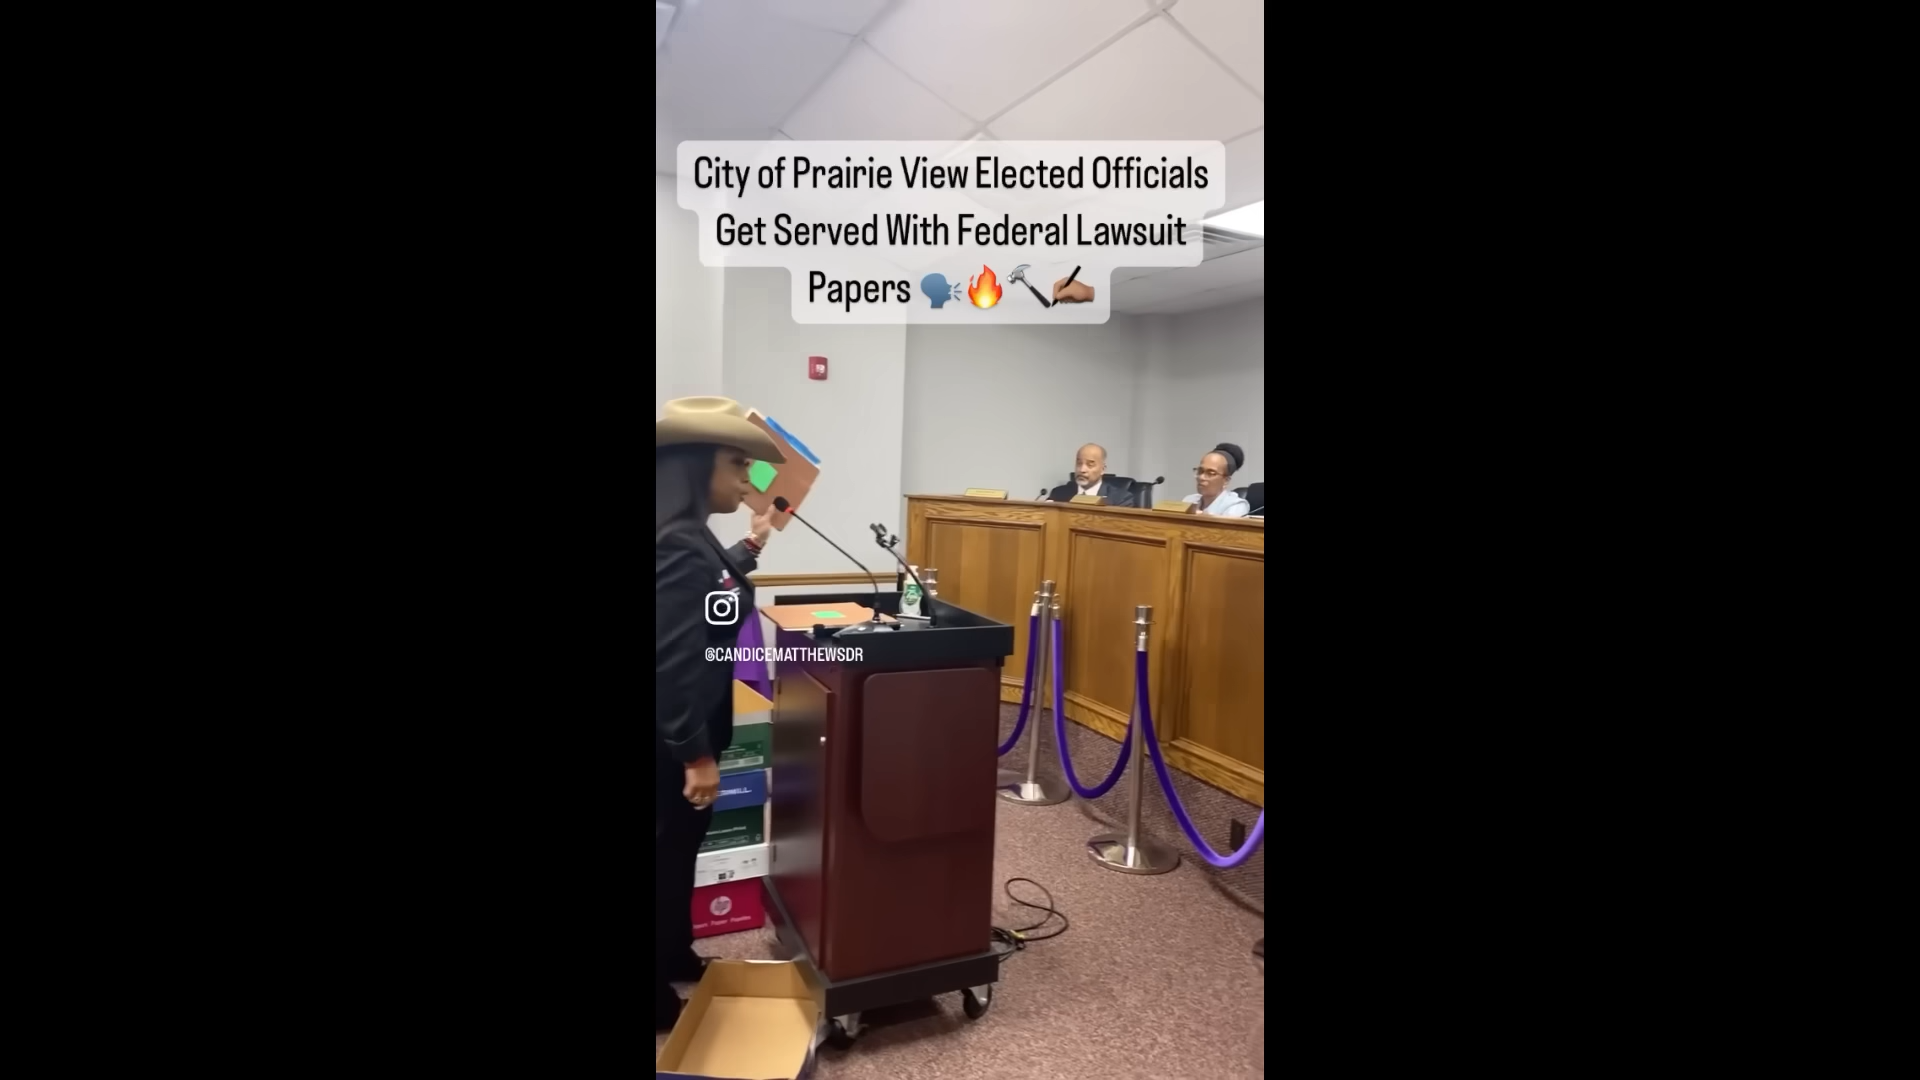 City of Prairie View Elected Officials
Get Served With Federal Lawsuit
Papers 🗣️🔥🔨✍🏾
@CANDICEMATTHEWSDR